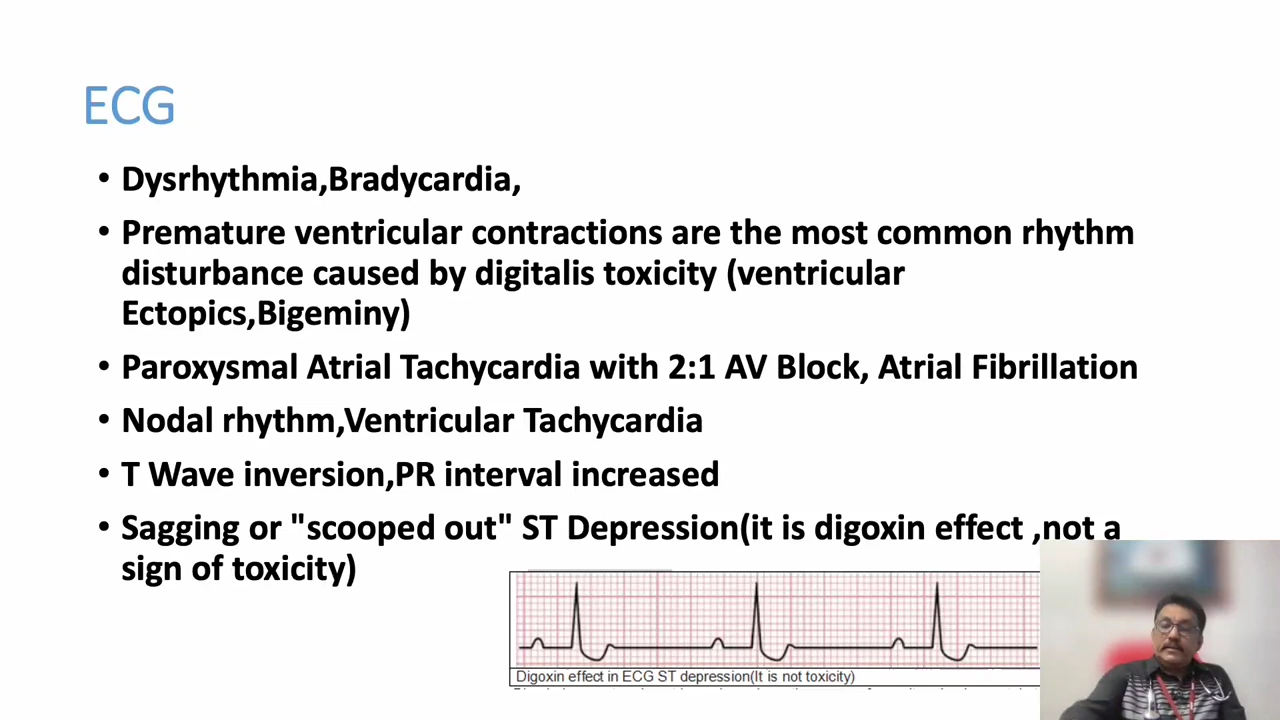 ECG
• Dysrhythmia,Bradycardia,
• Premature ventricular contractions are the most common rhythm
disturbance caused by digitalis toxicity (ventricular
Ectopics,Bigeminy)
• Paroxysmal Atrial Tachycardia with 2:1 AV Block, Atrial Fibrillation
• Nodal rhythm,Ventricular Tachycardia
• T Wave inversion,PR interval increased
• Sagging or "scooped out" ST Depression(it is digoxin effect ,not a
sign of toxicity)
Digoxin effect in ECG ST depression(It is not toxicity)